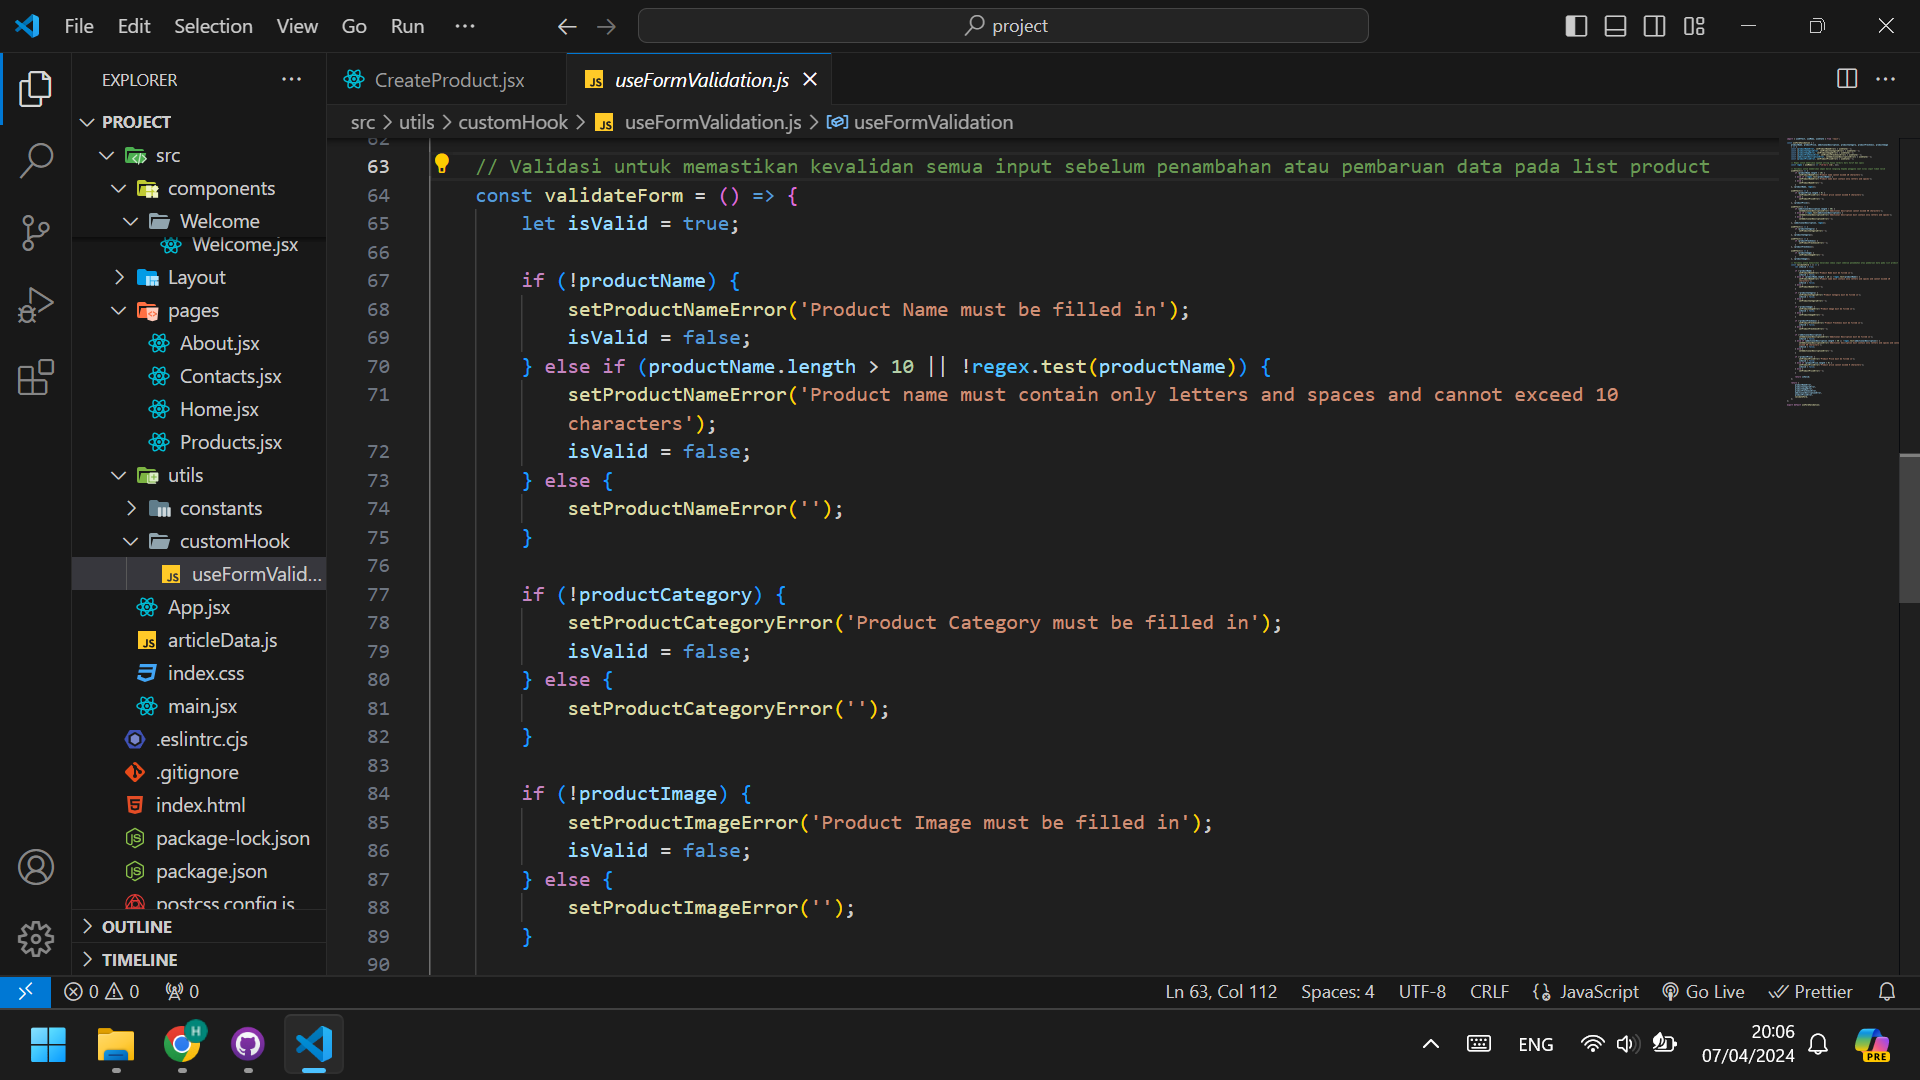 File Edit Selection View Go Run ···
project
EXPLORER
CreateProduct.jsx
JS useFormValidation.js
PROJECT
src > utils > customHook > JS useFormValidation.js > useFormValidation
src
components
Welcome
Welcome.jsx
Layout
pages
About.jsx
Contacts.jsx
Home.jsx
Products.jsx
utils
constants
customHook
JS useFormValid...
App.jsx
JS articleData.js
index.css
main.jsx
.eslintrc.cjs
.gitignore
index.html
package-lock.json
package.json
postcss.config.js
OUTLINE
TIMELINE
62
63 // Validasi untuk memastikan kevalidan semua input sebelum penambahan atau pembaruan data pada list product
64 const validateForm = () => {
65 let isValid = true;
66
67 if (!productName) {
68 setProductNameError('Product Name must be filled in');
69 isValid = false;
70 } else if (productName.length > 10 || !regex.test(productName)) {
71 setProductNameError('Product name must contain only letters and spaces and cannot exceed 10
characters');
72 isValid = false;
73 } else {
74 setProductNameError('');
75 }
76
77 if (!productCategory) {
78 setProductCategoryError('Product Category must be filled in');
79 isValid = false;
80 } else {
81 setProductCategoryError('');
82 }
83
84 if (!productImage) {
85 setProductImageError('Product Image must be filled in');
86 isValid = false;
87 } else {
88 setProductImageError('');
89 }
90
0 0 0 Ln 63, Col 112 Spaces: 4 UTF-8 CRLF JavaScript Go Live Prettier
H
ENG
20:06
07/04/2024
PRE